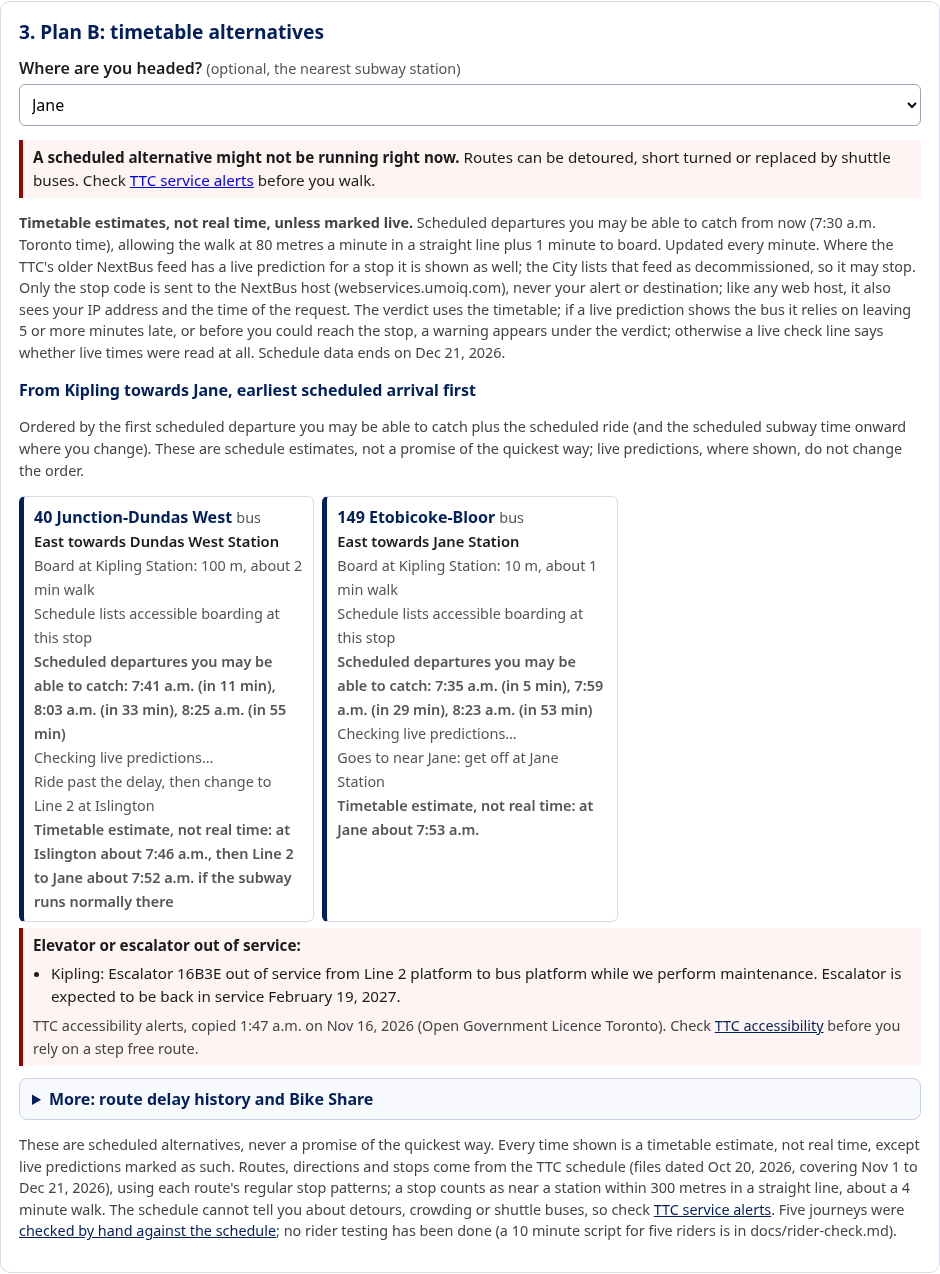 3. Plan B: timetable alternatives
Where are you headed? (optional, the nearest subway station)
Jane
A scheduled alternative might not be running right now. Routes can be detoured, short turned or replaced by shuttle
buses. Check TTC service alerts before you walk.
Timetable estimates, not real time, unless marked live. Scheduled departures you may be able to catch from now (7:30 a.m.
Toronto time), allowing the walk at 80 metres a minute in a straight line plus 1 minute to board. Updated every minute. Where the
TTC's older NextBus feed has a live prediction for a stop it is shown as well; the City lists that feed as decommissioned, so it may stop.
Only the stop code is sent to the NextBus host (webservices.umoiq.com), never your alert or destination; like any web host, it also
sees your IP address and the time of the request. The verdict uses the timetable; if a live prediction shows the bus it relies on leaving
5 or more minutes late, or before you could reach the stop, a warning appears under the verdict; otherwise a live check line says
whether live times were read at all. Schedule data ends on Dec 21, 2026.
From Kipling towards Jane, earliest scheduled arrival first
Ordered by the first scheduled departure you may be able to catch plus the scheduled ride (and the scheduled subway time onward
where you change). These are schedule estimates, not a promise of the quickest way; live predictions, where shown, do not change
the order.
40 Junction-Dundas West bus
East towards Dundas West Station
Board at Kipling Station: 100 m, about 2
min walk
Schedule lists accessible boarding at
this stop
Scheduled departures you may be
able to catch: 7:41 a.m. (in 11 min),
8:03 a.m. (in 33 min), 8:25 a.m. (in 55
min)
Checking live predictions...
Ride past the delay, then change to
Line 2 at Islington
Timetable estimate, not real time: at
Islington about 7:46 a.m., then Line 2
to Jane about 7:52 a.m. if the subway
runs normally there
149 Etobicoke-Bloor bus
East towards Jane Station
Board at Kipling Station: 10 m, about 1
min walk
Schedule lists accessible boarding at
this stop
Scheduled departures you may be
able to catch: 7:35 a.m. (in 5 min), 7:59
a.m. (in 29 min), 8:23 a.m. (in 53 min)
Checking live predictions...
Goes to near Jane: get off at Jane
Station
Timetable estimate, not real time: at
Jane about 7:53 a.m.
Elevator or escalator out of service:
• Kipling: Escalator 16B3E out of service from Line 2 platform to bus platform while we perform maintenance. Escalator is
expected to be back in service February 19, 2027.
TTC accessibility alerts, copied 1:47 a.m. on Nov 16, 2026 (Open Government Licence Toronto). Check TTC accessibility before you
rely on a step free route.
More: route delay history and Bike Share
These are scheduled alternatives, never a promise of the quickest way. Every time shown is a timetable estimate, not real time, except
live predictions marked as such. Routes, directions and stops come from the TTC schedule (files dated Oct 20, 2026, covering Nov 1 to
Dec 21, 2026), using each route's regular stop patterns; a stop counts as near a station within 300 metres in a straight line, about a 4
minute walk. The schedule cannot tell you about detours, crowding or shuttle buses, so check TTC service alerts. Five journeys were
checked by hand against the schedule; no rider testing has been done (a 10 minute script for five riders is in docs/rider-check.md).